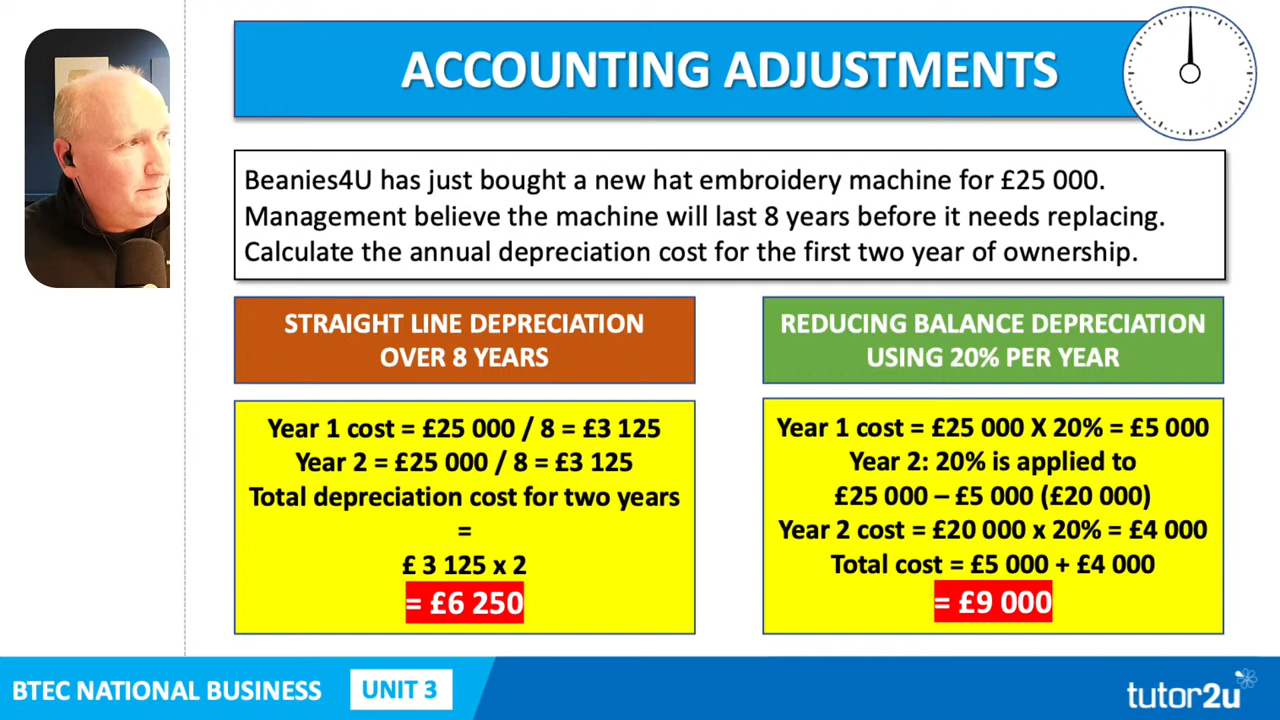 ACCOUNTING ADJUSTMENTS
Beanies4U has just bought a new hat embroidery machine for £25 000.
Management believe the machine will last 8 years before it needs replacing.
Calculate the annual depreciation cost for the first two year of ownership.
STRAIGHT LINE DEPRECIATION
OVER 8 YEARS
Year 1 cost = £25 000 / 8 = £3 125
Year 2 = £25 000 / 8 = £3 125
Total depreciation cost for two years
=
£ 3 125 x 2
= £6 250
REDUCING BALANCE DEPRECIATION
USING 20% PER YEAR
Year 1 cost = £25 000 X 20% = £5 000
Year 2: 20% is applied to
£25 000 – £5 000 (£20 000)
Year 2 cost = £20 000 x 20% = £4 000
Total cost = £5 000 + £4 000
= £9 000
BTEC NATIONAL BUSINESS
UNIT 3
tutor2u